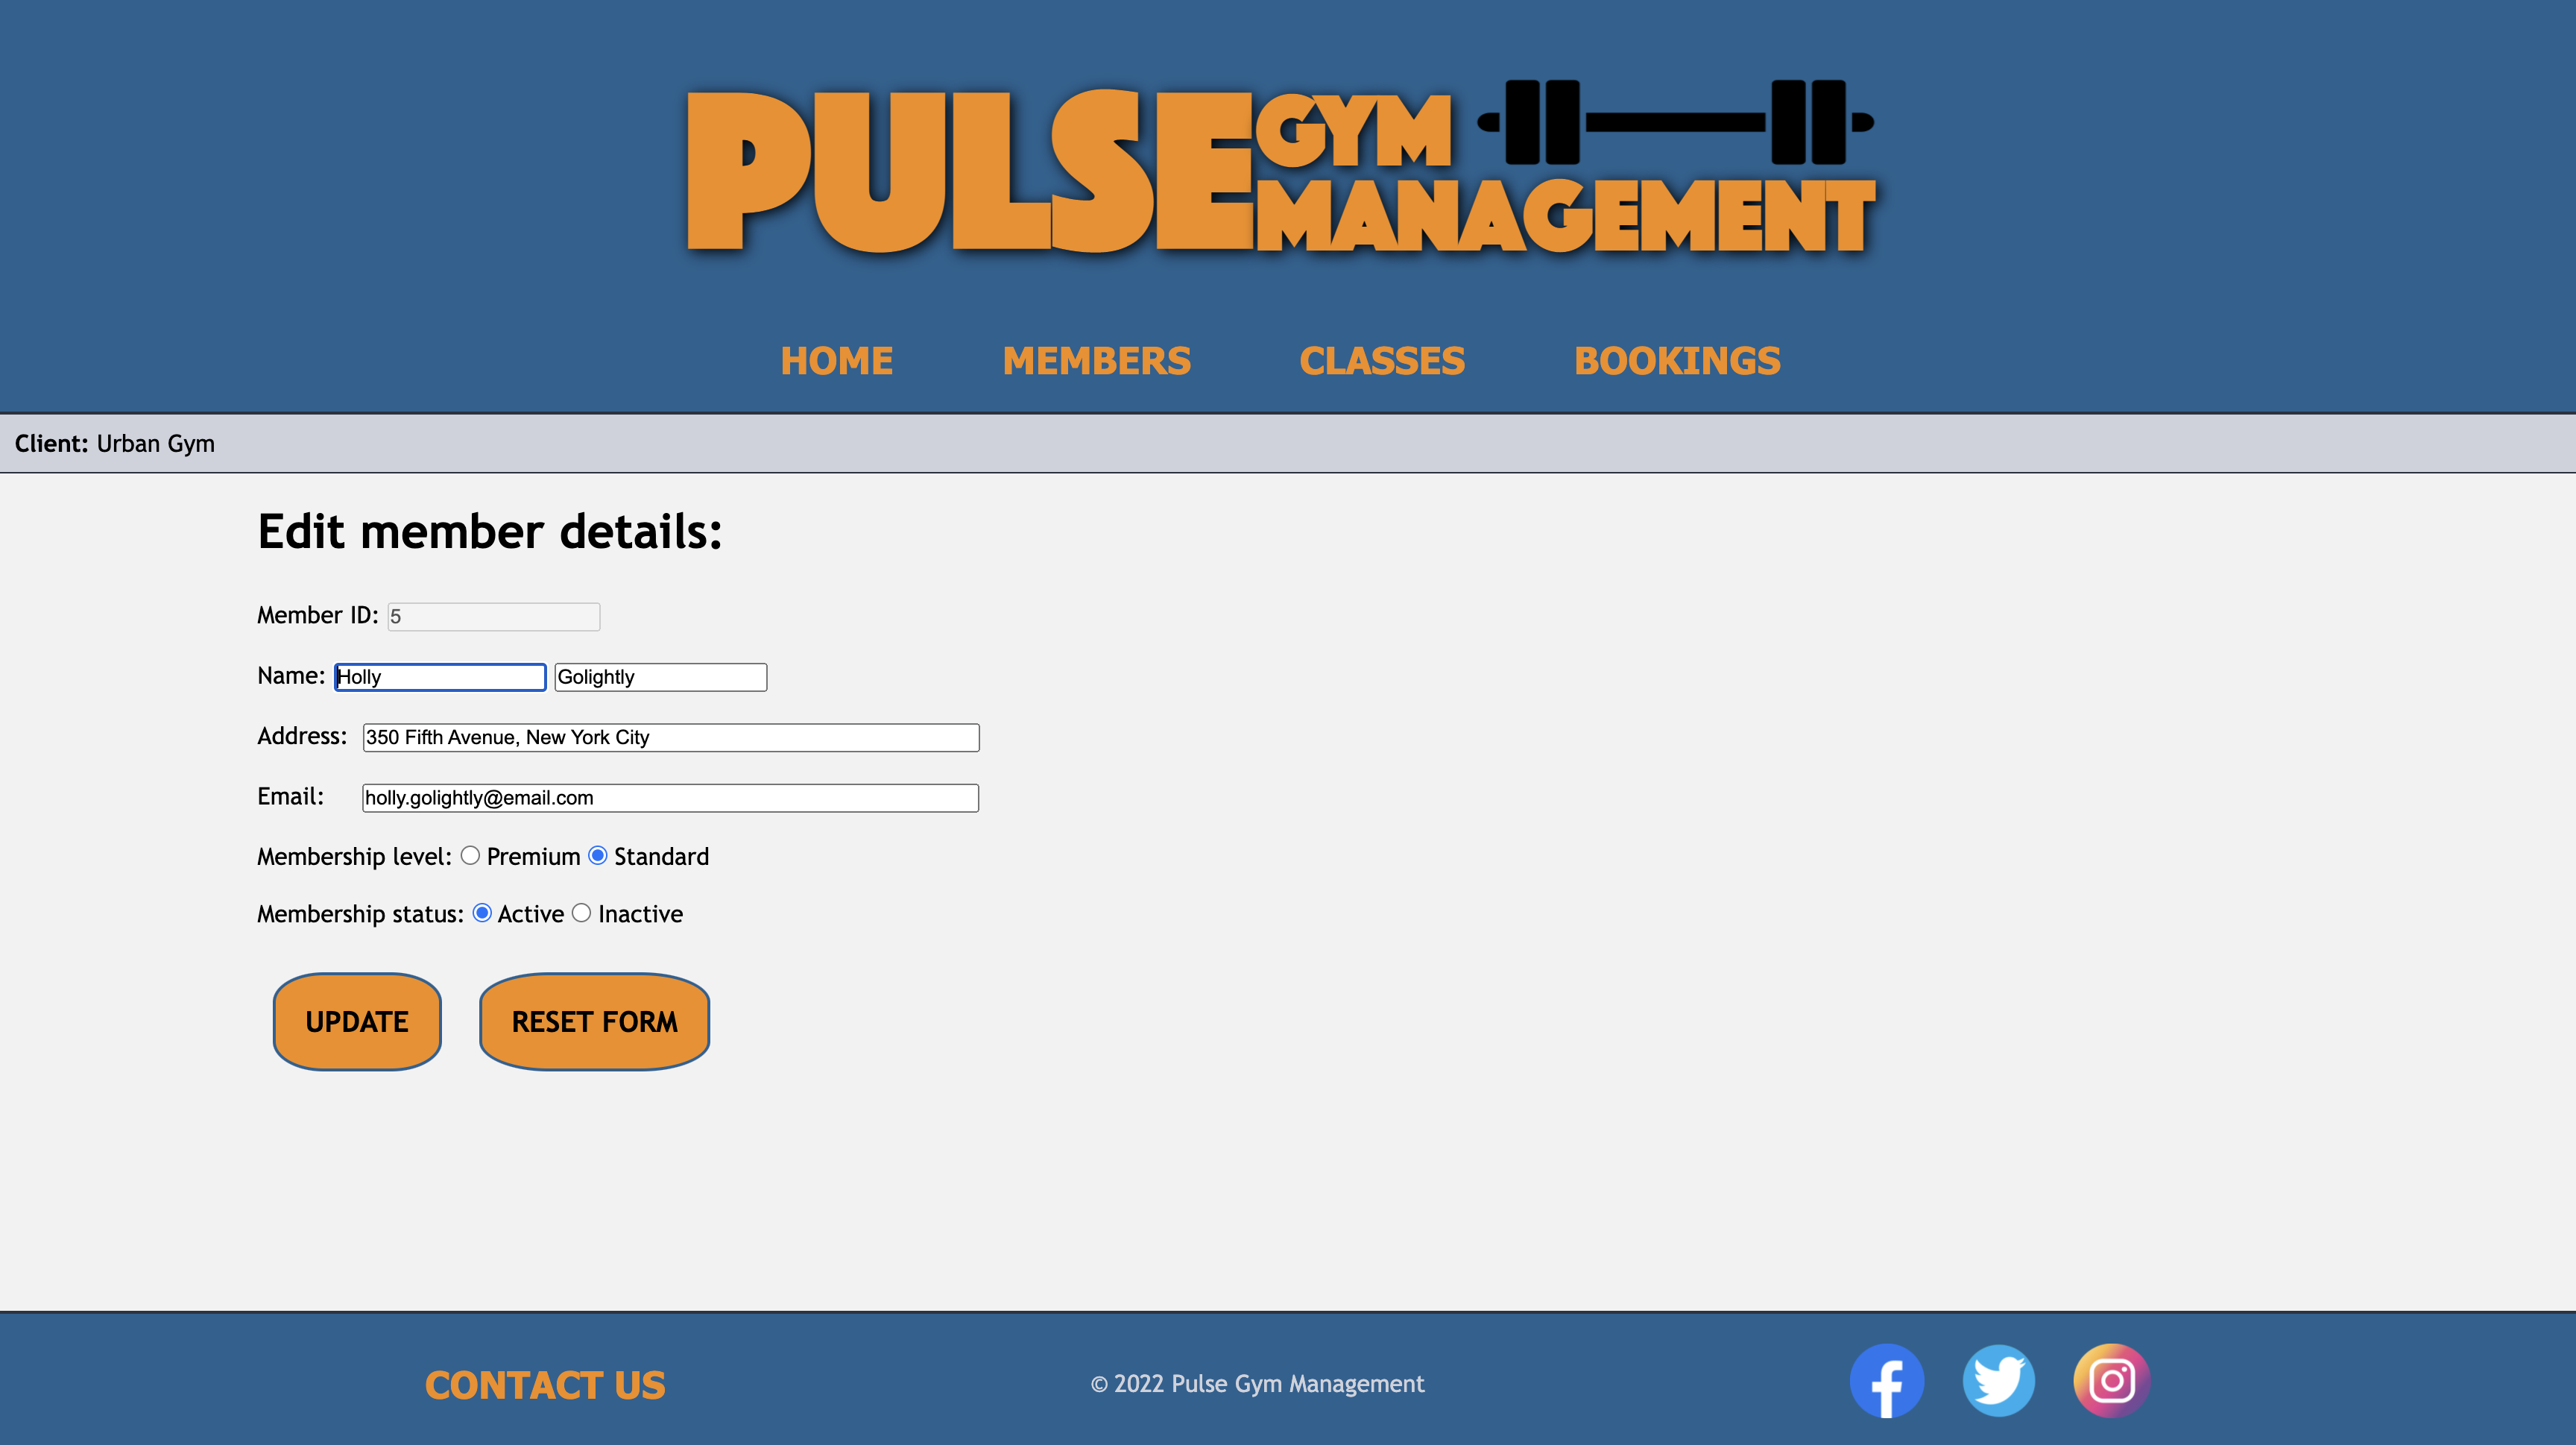 PULSE GYM
MANAGEMENT
HOME MEMBERS CLASSES BOOKINGS
Client: Urban Gym
Edit member details:
Member ID: 5
Name: Holly Golightly
Address: 350 Fifth Avenue, New York City
Email: holly.golightly@email.com
Membership level: Premium Standard
Membership status: Active Inactive
UPDATE RESET FORM
CONTACT US © 2022 Pulse Gym Management